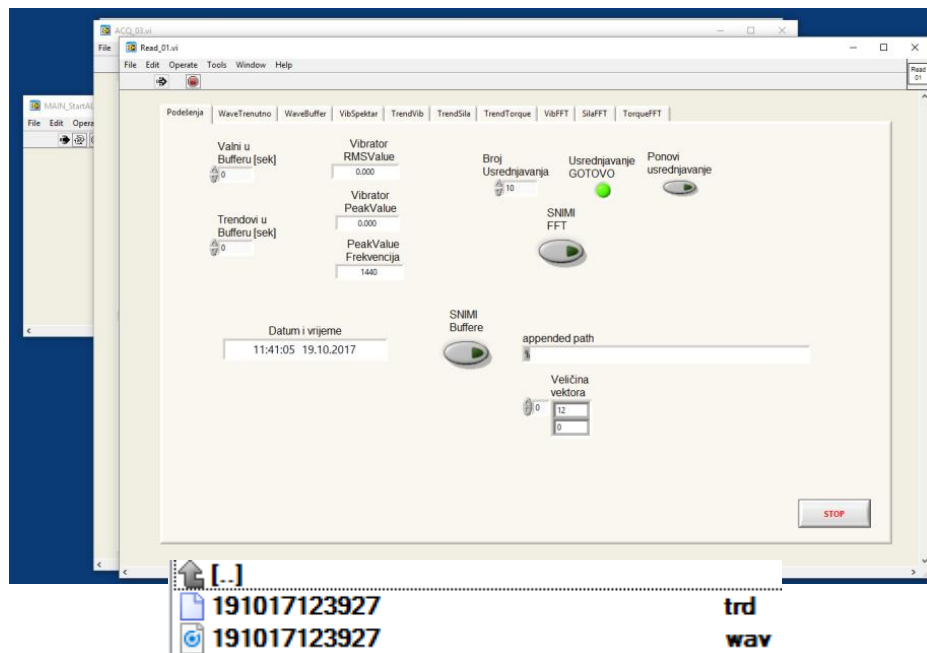 ACQ_03.vi
File
Read_01.vi
File Edit Operate Tools Window Help
Read
01
MAIN_StartA
File Edit Opera
Podešenja WaveTrenutno WaveBuffer VibSpektar TrendVib TrendSila TrendTorque VibFFT SilaFFT TorqueFFT
Valni u
Bufferu [sek]
0
Vibrator
RMSValue
0.000
Broj
Usrednjavanja
10
Usrednjavanje
GOTOVO
Ponovi
usrednjavanje
Trendovi u
Bufferu [sek]
0
Vibrator
PeakValue
0.000
SNIMI
FFT
PeakValue
Frekvencija
1440
Datum i vrijeme
11:41:05 19.10.2017
SNIMI
Buffere
appended path
Veličina
vektora
0
12
0
STOP
[..]
191017123927 trd
191017123927 wav